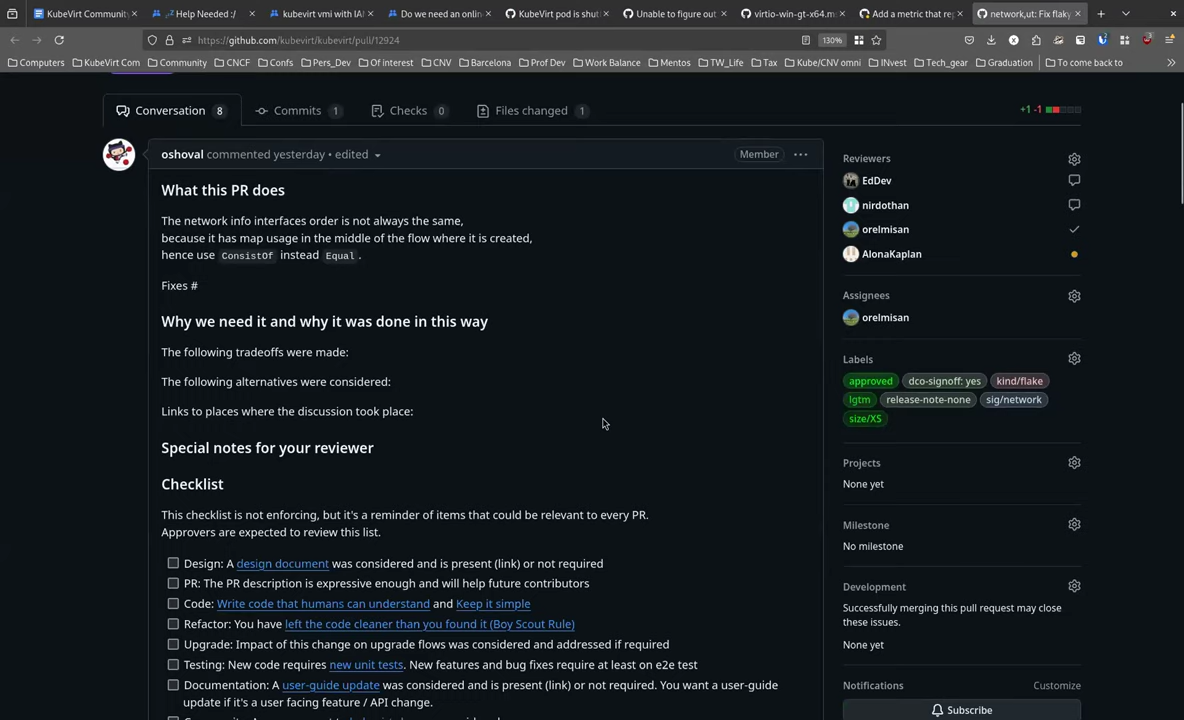 KubeVirt Community
Help Needed :/
kubevirt vmi with IA
Do we need an onlin
KubeVirt pod is shut
Unable to figure out
virtio-win-gt-x64.m
Add a metric that re
network,ut: Fix flaky
https://github.com/kubevirt/kubevirt/pull/12924
130%
Computers
KubeVirt Com
Community
CNCF
Confs
Pers_Dev
Of interest
CNV
Barcelona
Prof Dev
Work Balance
Mentos
TW_Life
Tax
Kube/CNV omni
INvest
Tech_gear
Graduation
To come back to
Conversation 8
Commits 1
Checks 0
Files changed 1
+1 -1
oshoval commented yesterday • edited
Member
What this PR does
The network info interfaces order is not always the same,
because it has map usage in the middle of the flow where it is created,
hence use ConsistOf instead Equal.
Fixes #
Why we need it and why it was done in this way
The following tradeoffs were made:
The following alternatives were considered:
Links to places where the discussion took place:
Special notes for your reviewer
Checklist
This checklist is not enforcing, but it's a reminder of items that could be relevant to every PR.
Approvers are expected to review this list.
Design: A design document was considered and is present (link) or not required
PR: The PR description is expressive enough and will help future contributors
Code: Write code that humans can understand and Keep it simple
Refactor: You have left the code cleaner than you found it (Boy Scout Rule)
Upgrade: Impact of this change on upgrade flows was considered and addressed if required
Testing: New code requires new unit tests. New features and bug fixes require at least on e2e test
Documentation: A user-guide update was considered and is present (link) or not required. You want a user-guide
update if it's a user facing feature / API change.
Reviewers
EdDev
nirdothan
orelmisan
AlonaKaplan
Assignees
orelmisan
Labels
approved
dco-signoff: yes
kind/flake
lgtm
release-note-none
sig/network
size/XS
Projects
None yet
Milestone
No milestone
Development
Successfully merging this pull request may close
these issues.
None yet
Notifications
Customize
Subscribe